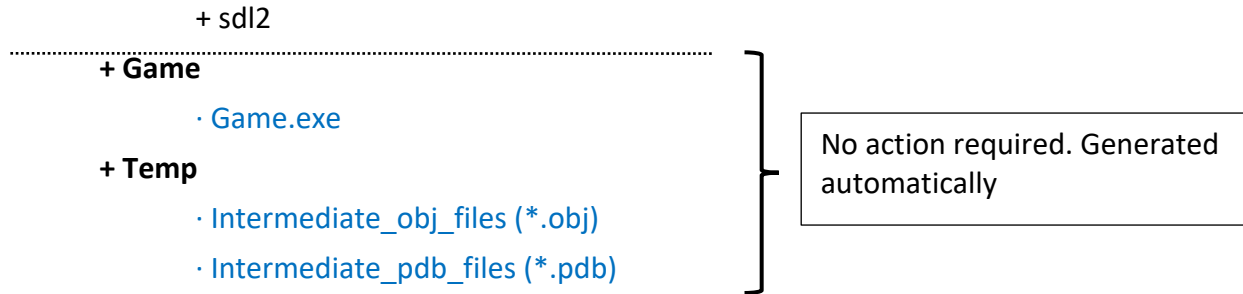 + sdl2
+ Game
· Game.exe
+ Temp
· Intermediate_obj_files (*.obj)
· Intermediate_pdb_files (*.pdb)
No action required. Generated
automatically